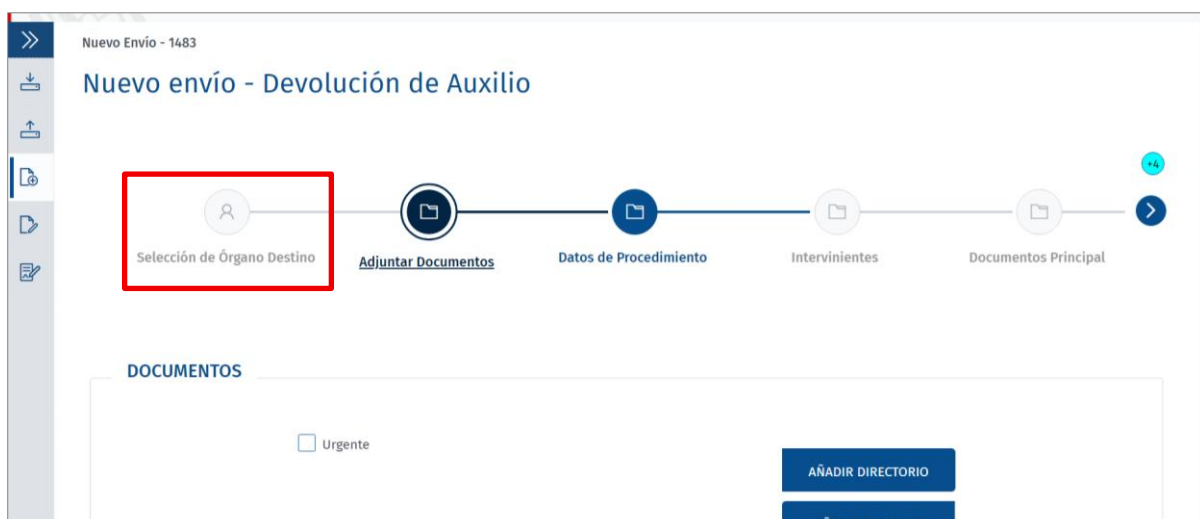 Nuevo Envío - 1483
Nuevo envío - Devolución de Auxilio
+4
Selección de Órgano Destino
Adjuntar Documentos
Datos de Procedimiento
Intervinientes
Documentos Principal
DOCUMENTOS
Urgente
AÑADIR DIRECTORIO